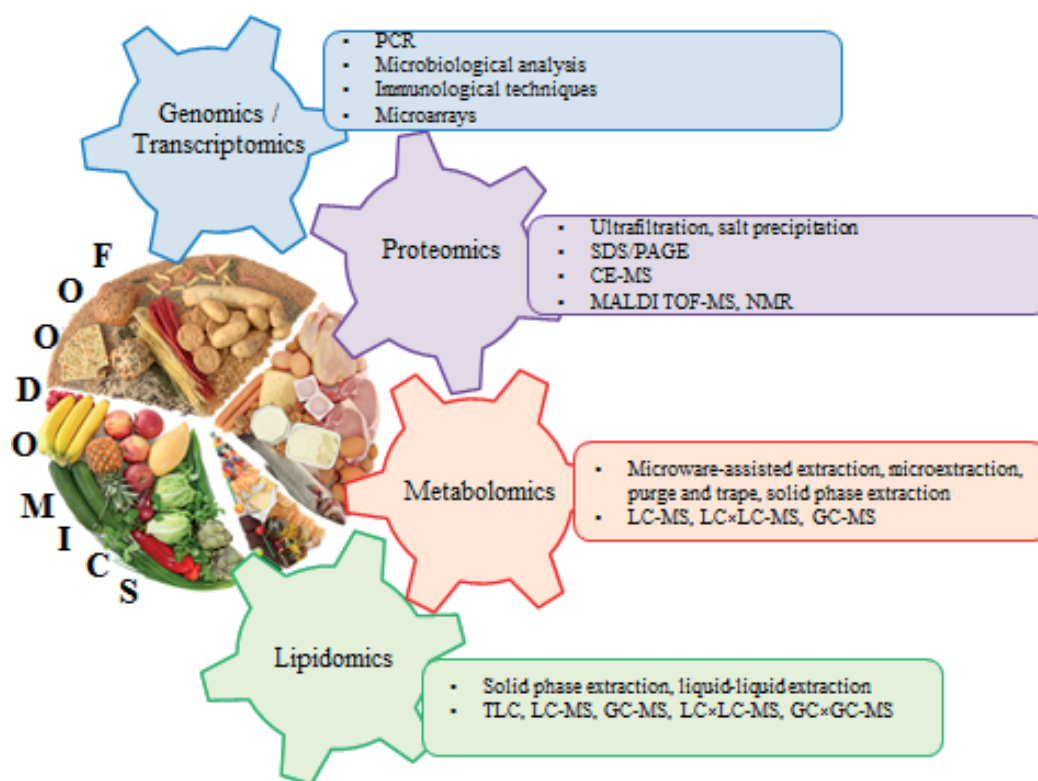 Genomics /
Transcriptomics
▪ PCR
▪ Microbiological analysis
▪ Immunological techniques
▪ Microarrays
Proteomics
▪ Ultrafiltration, salt precipitation
▪ SDS/PAGE
▪ CE-MS
▪ MALDI TOF-MS, NMR
FOODOMICS
Metabolomics
▪ Microware-assisted extraction, microextraction,
purge and trape, solid phase extraction
▪ LC-MS, LC×LC-MS, GC-MS
Lipidomics
▪ Solid phase extraction, liquid-liquid extraction
▪ TLC, LC-MS, GC-MS, LC×LC-MS, GC×GC-MS